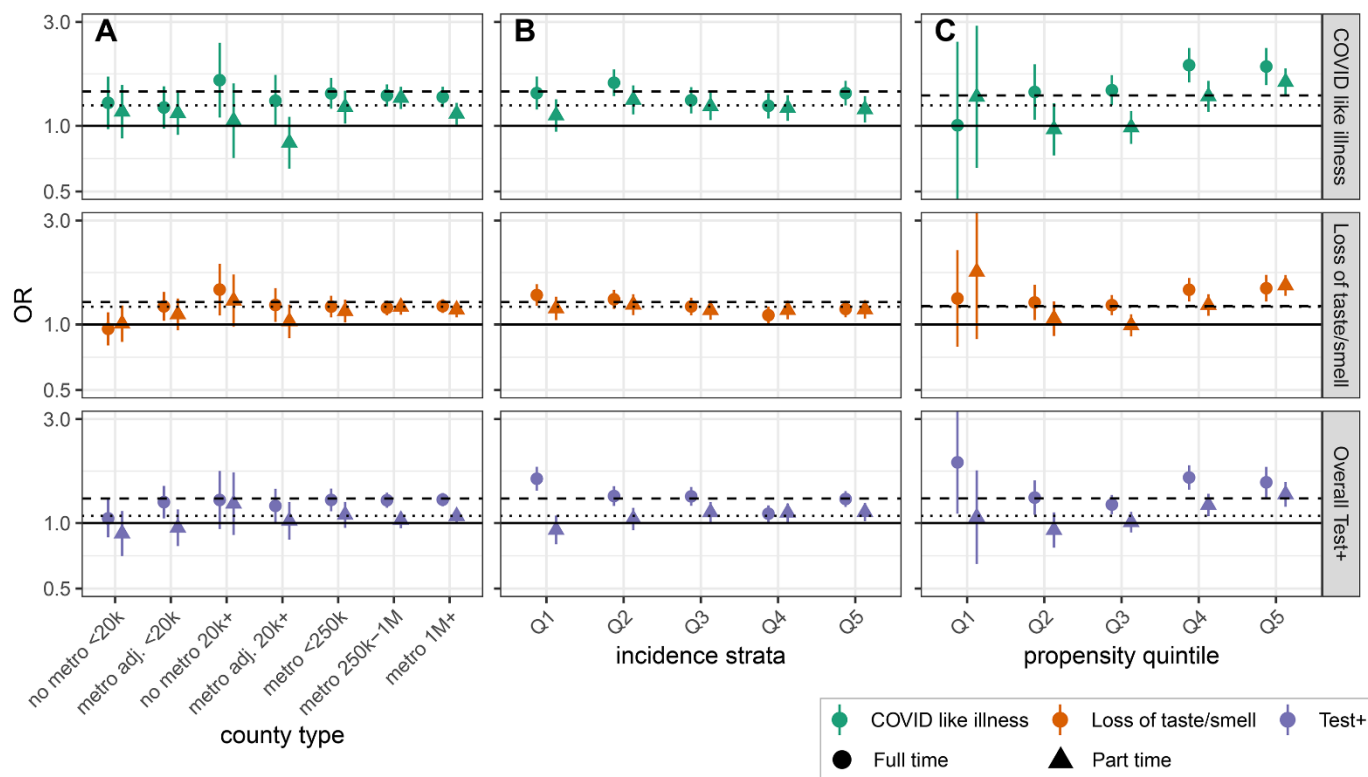 A
B
C
3.0
1.0
0.5
COVID like illness
3.0
1.0
0.5
Loss of taste/smell
OR
3.0
1.0
0.5
Overall Test+
no metro <20k
metro adj. <20k
no metro 20k+
metro adj. 20k+
metro <250k
metro 250k−1M
metro 1M+
county type
Q1
Q2
Q3
Q4
Q5
incidence strata
Q1
Q2
Q3
Q4
Q5
propensity quintile
COVID like illness
Loss of taste/smell
Test+
Full time
Part time